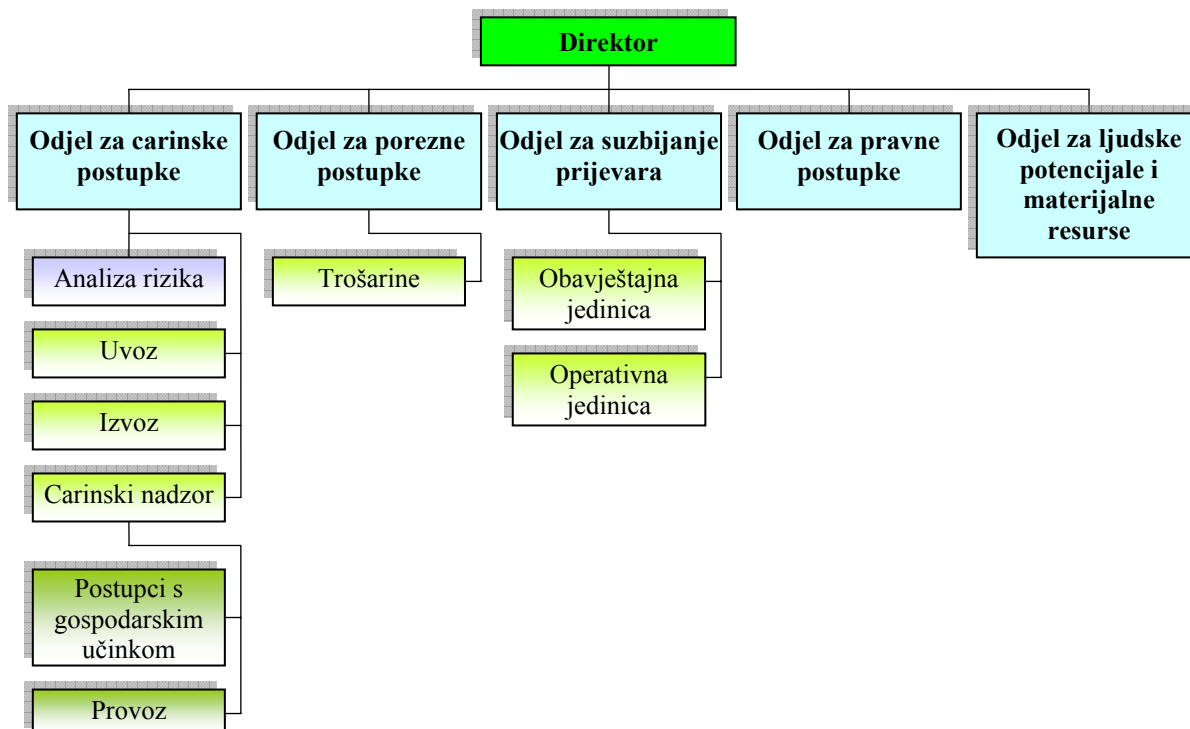 Direktor
Odjel za carinske
postupke
Odjel za porezne
postupke
Odjel za suzbijanje
prijevara
Odjel za pravne
postupke
Odjel za ljudske
potencijale i
materijalne
resurse
Analiza rizika
Uvoz
Izvoz
Carinski nadzor
Postupci s
gospodarskim
učinkom
Provoz
Trošarine
Obavještajna
jedinica
Operativna
jedinica